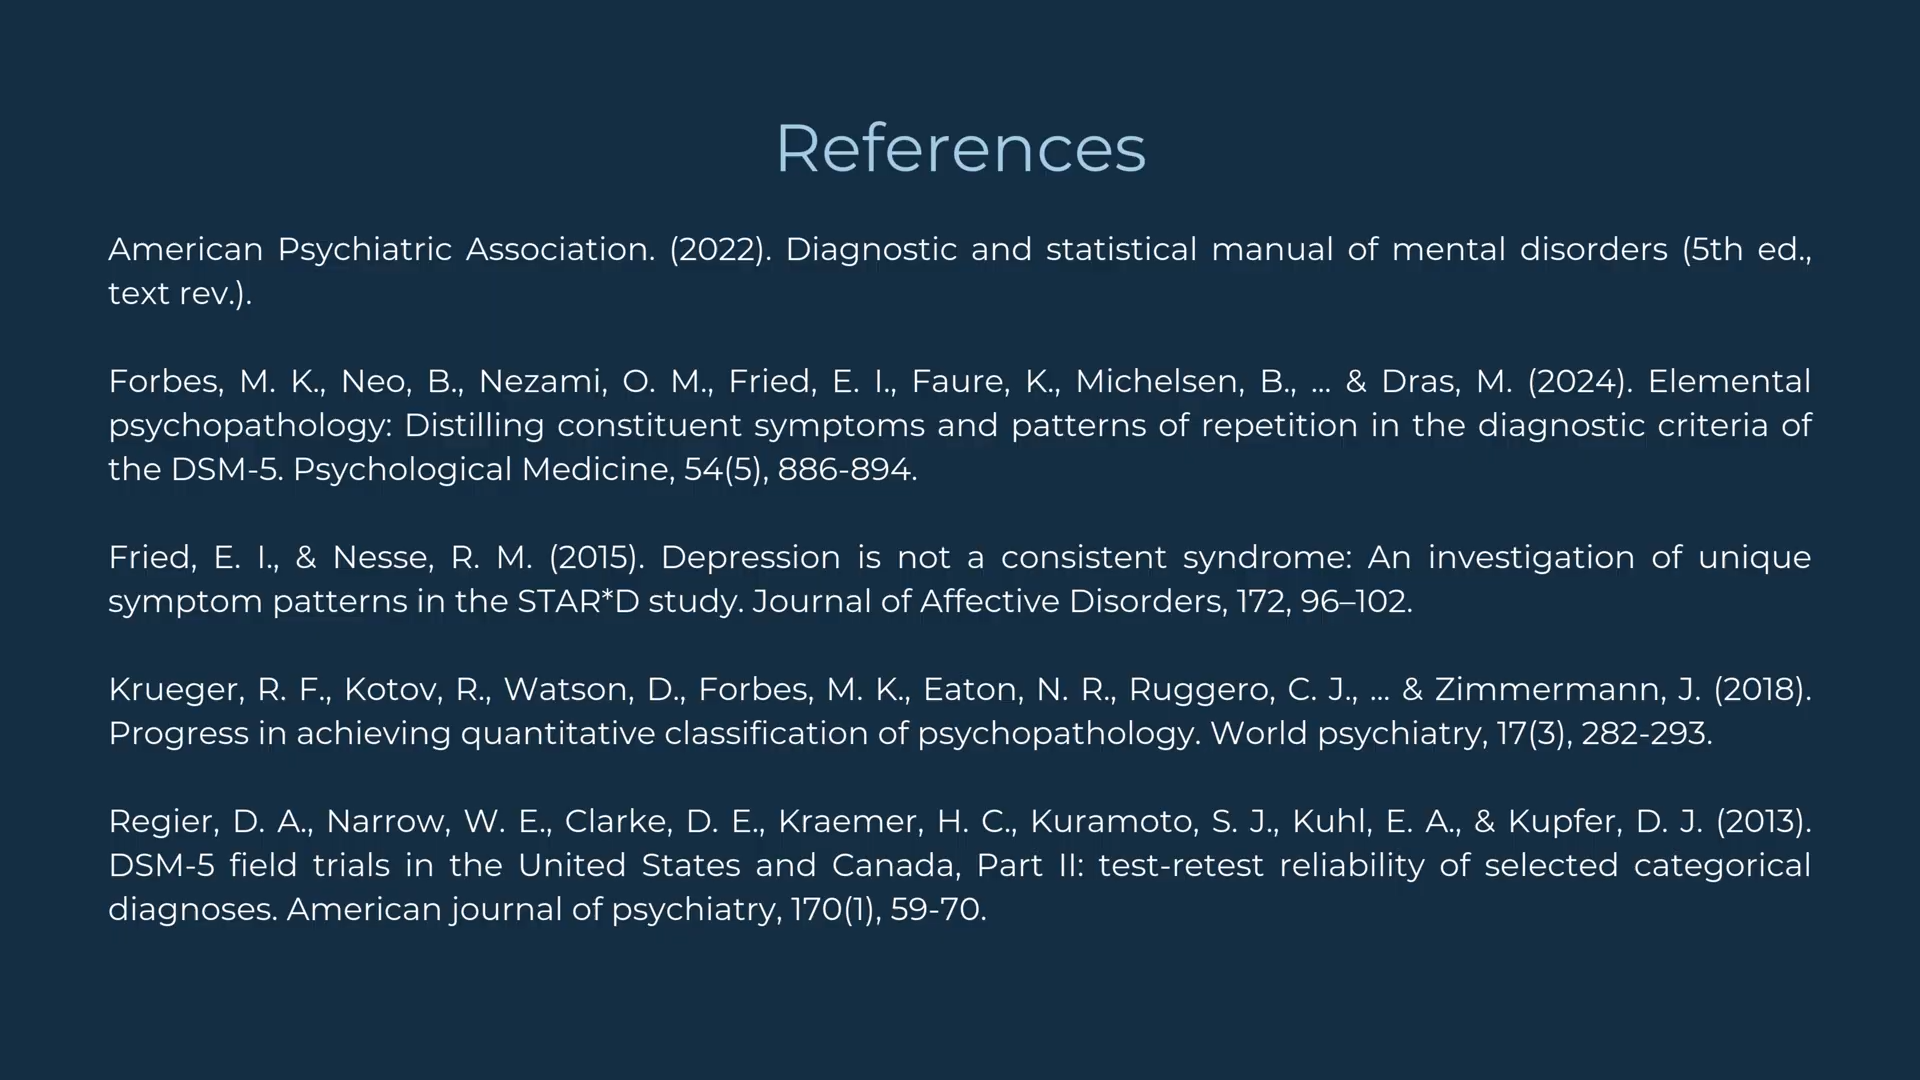 References
American Psychiatric Association. (2022). Diagnostic and statistical manual of mental disorders (5th ed.,
text rev.).
Forbes, M. K., Neo, B., Nezami, O. M., Fried, E. I., Faure, K., Michelsen, B., ... & Dras, M. (2024). Elemental
psychopathology: Distilling constituent symptoms and patterns of repetition in the diagnostic criteria of
the DSM-5. Psychological Medicine, 54(5), 886-894.
Fried, E. I., & Nesse, R. M. (2015). Depression is not a consistent syndrome: An investigation of unique
symptom patterns in the STAR*D study. Journal of Affective Disorders, 172, 96–102.
Krueger, R. F., Kotov, R., Watson, D., Forbes, M. K., Eaton, N. R., Ruggero, C. J., ... & Zimmermann, J. (2018).
Progress in achieving quantitative classification of psychopathology. World psychiatry, 17(3), 282-293.
Regier, D. A., Narrow, W. E., Clarke, D. E., Kraemer, H. C., Kuramoto, S. J., Kuhl, E. A., & Kupfer, D. J. (2013).
DSM-5 field trials in the United States and Canada, Part II: test-retest reliability of selected categorical
diagnoses. American journal of psychiatry, 170(1), 59-70.